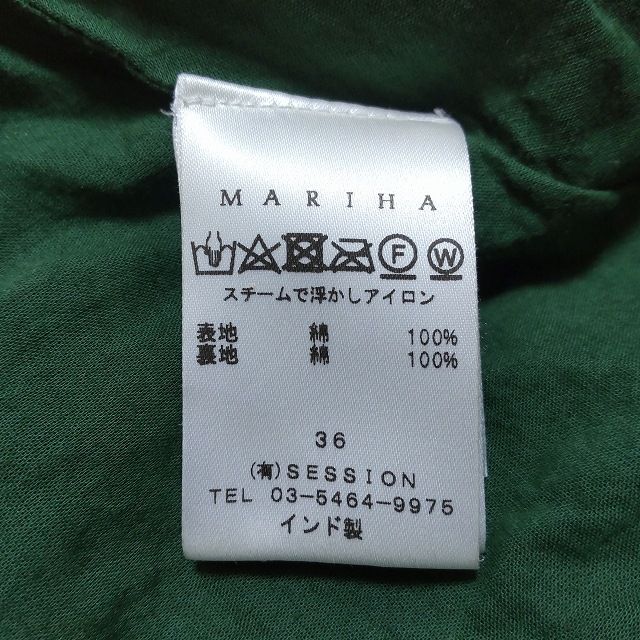 MARIHA
F W
スチームで浮かしアイロン
表地 綿 100%
裏地 綿 100%
36
(有)SESSION
TEL 03-5464-9975
インド製